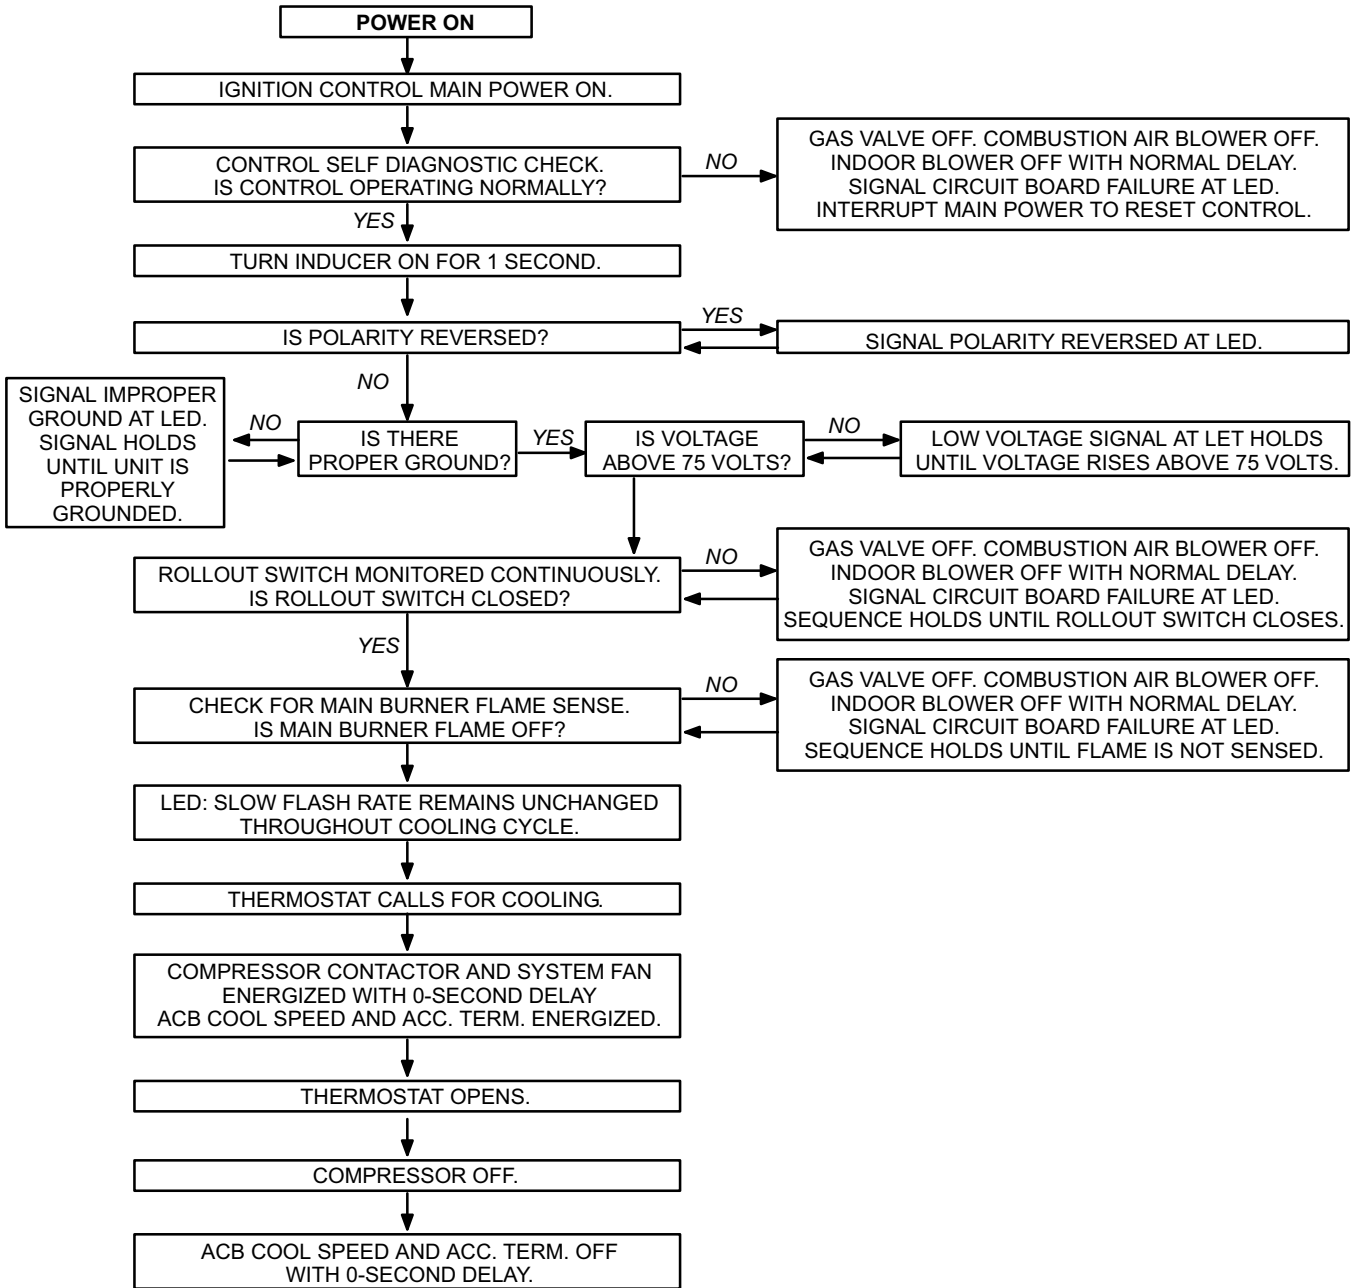 POWER ON
IGNITION CONTROL MAIN POWER ON.
CONTROL SELF DIAGNOSTIC CHECK.
IS CONTROL OPERATING NORMALLY?
NO
GAS VALVE OFF. COMBUSTION AIR BLOWER OFF.
INDOOR BLOWER OFF WITH NORMAL DELAY.
SIGNAL CIRCUIT BOARD FAILURE AT LED.
INTERRUPT MAIN POWER TO RESET CONTROL.
YES
TURN INDUCER ON FOR 1 SECOND.
IS POLARITY REVERSED?
YES
SIGNAL POLARITY REVERSED AT LED.
NO
SIGNAL IMPROPER
GROUND AT LED.
SIGNAL HOLDS
UNTIL UNIT IS
PROPERLY
GROUNDED.
NO
IS THERE
PROPER GROUND?
YES
IS VOLTAGE
ABOVE 75 VOLTS?
NO
LOW VOLTAGE SIGNAL AT LET HOLDS
UNTIL VOLTAGE RISES ABOVE 75 VOLTS.
ROLLOUT SWITCH MONITORED CONTINUOUSLY.
IS ROLLOUT SWITCH CLOSED?
NO
GAS VALVE OFF. COMBUSTION AIR BLOWER OFF.
INDOOR BLOWER OFF WITH NORMAL DELAY.
SIGNAL CIRCUIT BOARD FAILURE AT LED.
SEQUENCE HOLDS UNTIL ROLLOUT SWITCH CLOSES.
YES
CHECK FOR MAIN BURNER FLAME SENSE.
IS MAIN BURNER FLAME OFF?
NO
GAS VALVE OFF. COMBUSTION AIR BLOWER OFF.
INDOOR BLOWER OFF WITH NORMAL DELAY.
SIGNAL CIRCUIT BOARD FAILURE AT LED.
SEQUENCE HOLDS UNTIL FLAME IS NOT SENSED.
LED: SLOW FLASH RATE REMAINS UNCHANGED
THROUGHOUT COOLING CYCLE.
THERMOSTAT CALLS FOR COOLING.
COMPRESSOR CONTACTOR AND SYSTEM FAN
ENERGIZED WITH 0-SECOND DELAY
ACB COOL SPEED AND ACC. TERM. ENERGIZED.
THERMOSTAT OPENS.
COMPRESSOR OFF.
ACB COOL SPEED AND ACC. TERM. OFF
WITH 0-SECOND DELAY.